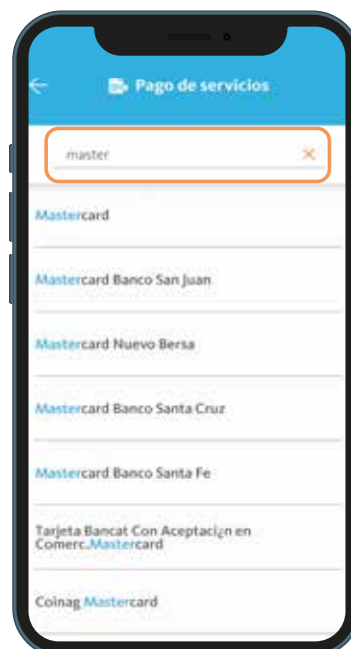 Pago de servicios
master
Mastercard
Mastercard Banco San Juan
Mastercard Nuevo Bersa
Mastercard Banco Santa Cruz
Mastercard Banco Santa Fe
Tarjeta Bancat Con Aceptaci¿n en
Comerc.Mastercard
Coinag Mastercard